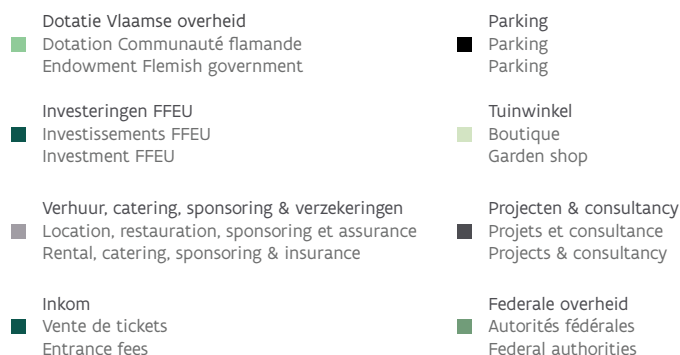 Dotatie Vlaamse overheid
Dotation Communauté flamande
Endowment Flemish government
Investeringen FFEU
Investissements FFEU
Investment FFEU
Verhuur, catering, sponsoring & verzekeringen
Location, restauration, sponsoring et assurance
Rental, catering, sponsoring & insurance
Inkom
Vente de tickets
Entrance fees
Parking
Parking
Parking
Tuinwinkel
Boutique
Garden shop
Projecten & consultancy
Projets et consultance
Projects & consultancy
Federale overheid
Autorités fédérales
Federal authorities